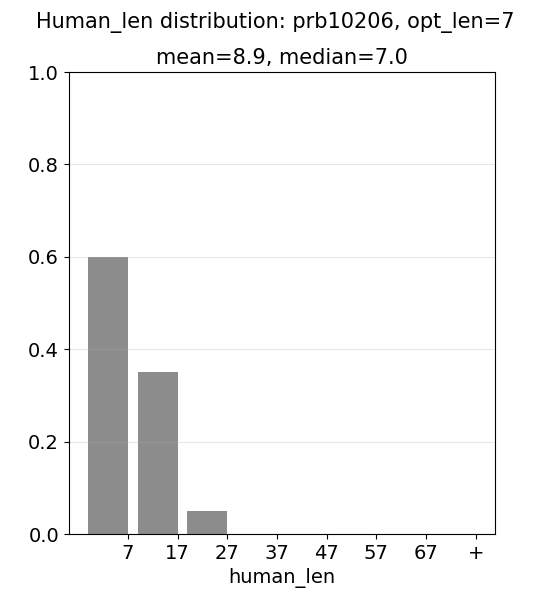 Human_len distribution: prb10206, opt_len=7
mean=8.9, median=7.0
1.0
0.8
0.6
0.4
0.2
0.0
7 17 27 37 47 57 67 +
human_len